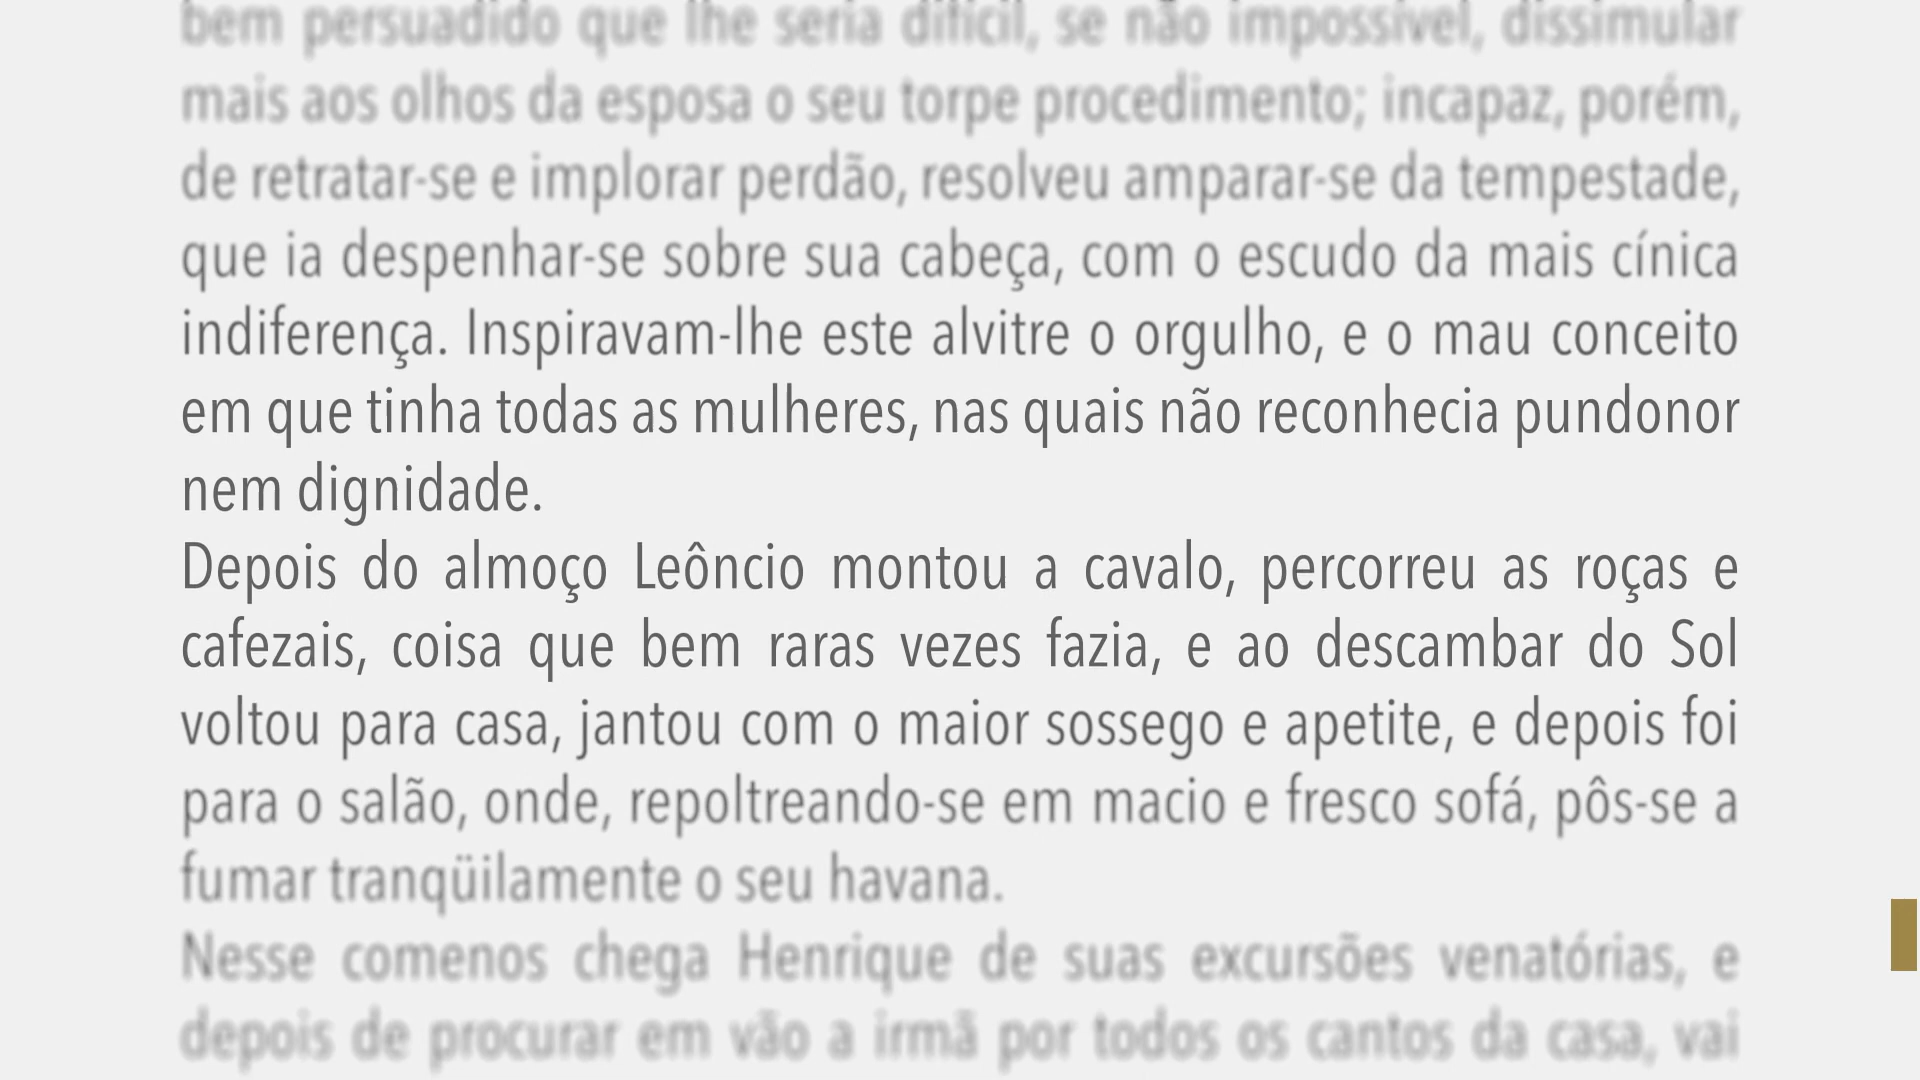 bem persuadido que lhe seria difícil, se não impossível, dissimular
mais aos olhos da esposa o seu torpe procedimento; incapaz, porém,
de retratar-se e implorar perdão, resolveu amparar-se da tempestade,
que ia despenhar-se sobre sua cabeça, com o escudo da mais cínica
indiferença. Inspiravam-lhe este alvitre o orgulho, e o mau conceito
em que tinha todas as mulheres, nas quais não reconhecia pundonor
nem dignidade.
Depois do almoço Leôncio montou a cavalo, percorreu as roças e
cafezais, coisa que bem raras vezes fazia, e ao descambar do Sol
voltou para casa, jantou com o maior sossego e apetite, e depois foi
para o salão, onde, repoltreando-se em macio e fresco sofá, pôs-se a
fumar tranqüilamente o seu havana.
Nesse comenos chega Henrique de suas excursões venatórias, e
depois de procurar em vão a irmã por todos os cantos da casa, vai